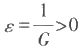 ε = 1/G > 0